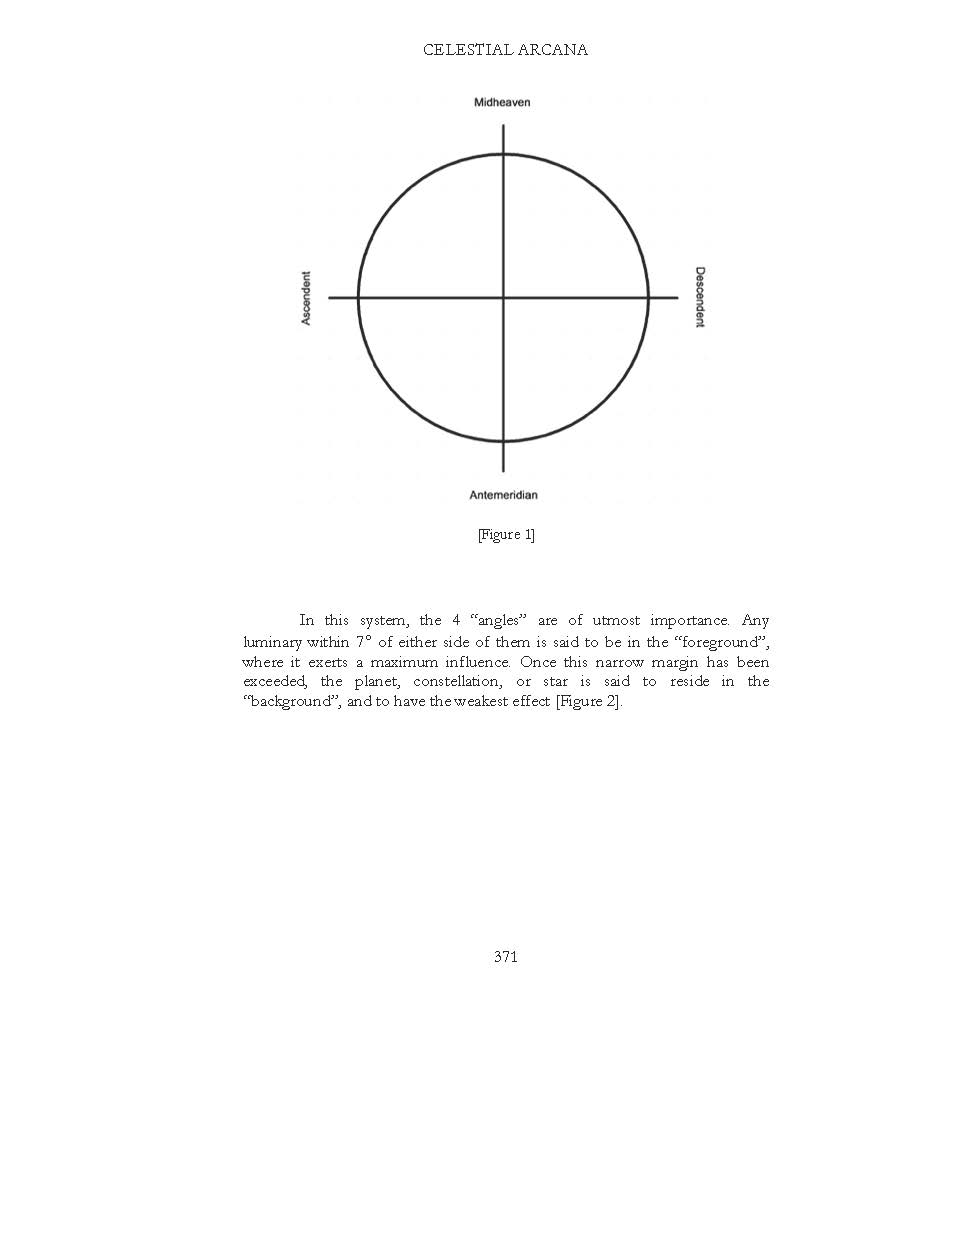 CELESTIAL ARCANA
Midheaven
Ascendent
Descendent
Antemeridian
[Figure 1]
In this system, the 4 “angles” are of utmost importance. Any
luminary within 7° of either side of them is said to be in the “foreground”,
where it exerts a maximum influence. Once this narrow margin has been
exceeded, the planet, constellation, or star is said to reside in the
“background”, and to have the weakest effect [Figure 2].
371